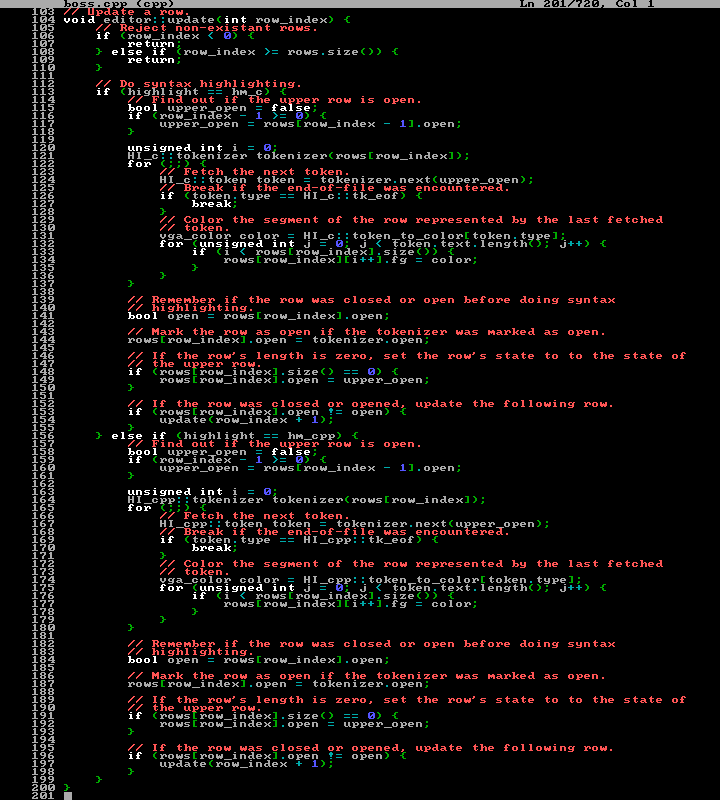 boss.cpp (cpp) Ln 201/720, Col 1
103 // Update a row.
104 void editor::update(int row_index) {
105     // Reject non-existant rows.
106     if (row_index < 0) {
107         return;
108     } else if (row_index >= rows.size()) {
109         return;
110     }
111
112     // Do syntax highlighting.
113     if (highlight == hm_c) {
114         // Find out if the upper row is open.
115         bool upper_open = false;
116         if (row_index - 1 >= 0) {
117             upper_open = rows[row_index - 1].open;
118         }
119
120         unsigned int i = 0;
121         HI_c::tokenizer tokenizer(rows[row_index]);
122         for (;;) {
123             // Fetch the next token.
124             HI_c::token token = tokenizer.next(upper_open);
125             // Break if the end-of-file was encountered.
126             if (token.type == HI_c::tk_eof) {
127                 break;
128             }
129             // Color the segment of the row represented by the last fetched
130             // token.
131             vga_color color = HI_c::token_to_color[token.type];
132             for (unsigned int j = 0; j < token.text.length(); j++) {
133                 if (i < rows[row_index].size()) {
134                     rows[row_index][i++].fg = color;
135                 }
136             }
137         }
138
139         // Remember if the row was closed or open before doing syntax
140         // highlighting.
141         bool open = rows[row_index].open;
142
143         // Mark the row as open if the tokenizer was marked as open.
144         rows[row_index].open = tokenizer.open;
145
146         // If the row's length is zero, set the row's state to to the state of
147         // the upper row.
148         if (rows[row_index].size() == 0) {
149             rows[row_index].open = upper_open;
150         }
151
152         // If the row was closed or opened, update the following row.
153         if (rows[row_index].open != open) {
154             update(row_index + 1);
155         }
156     } else if (highlight == hm_cpp) {
157         // Find out if the upper row is open.
158         bool upper_open = false;
159         if (row_index - 1 >= 0) {
160             upper_open = rows[row_index - 1].open;
161         }
162
163         unsigned int i = 0;
164         HI_cpp::tokenizer tokenizer(rows[row_index]);
165         for (;;) {
166             // Fetch the next token.
167             HI_cpp::token token = tokenizer.next(upper_open);
168             // Break if the end-of-file was encountered.
169             if (token.type == HI_cpp::tk_eof) {
170                 break;
171             }
172             // Color the segment of the row represented by the last fetched
173             // token.
174             vga_color color = HI_cpp::token_to_color[token.type];
175             for (unsigned int j = 0; j < token.text.length(); j++) {
176                 if (i < rows[row_index].size()) {
177                     rows[row_index][i++].fg = color;
178                 }
179             }
180         }
181
182         // Remember if the row was closed or open before doing syntax
183         // highlighting.
184         bool open = rows[row_index].open;
185
186         // Mark the row as open if the tokenizer was marked as open.
187         rows[row_index].open = tokenizer.open;
188
189         // If the row's length is zero, set the row's state to to the state of
190         // the upper row.
191         if (rows[row_index].size() == 0) {
192             rows[row_index].open = upper_open;
193         }
194
195         // If the row was closed or opened, update the following row.
196         if (rows[row_index].open != open) {
197             update(row_index + 1);
198         }
199     }
200 }
201